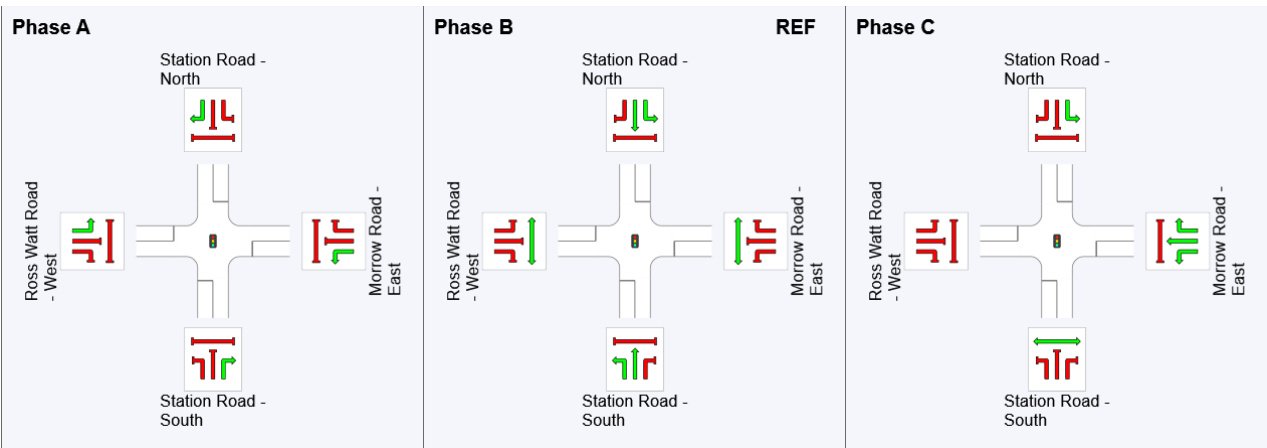 Phase A
Station Road -
North
Ross Watt Road
- West
Morrow Road -
East
Station Road -
South
Phase B
REF
Station Road -
North
Ross Watt Road
- West
Morrow Road -
East
Station Road -
South
Phase C
Station Road -
North
Ross Watt Road
- West
Morrow Road -
East
Station Road -
South